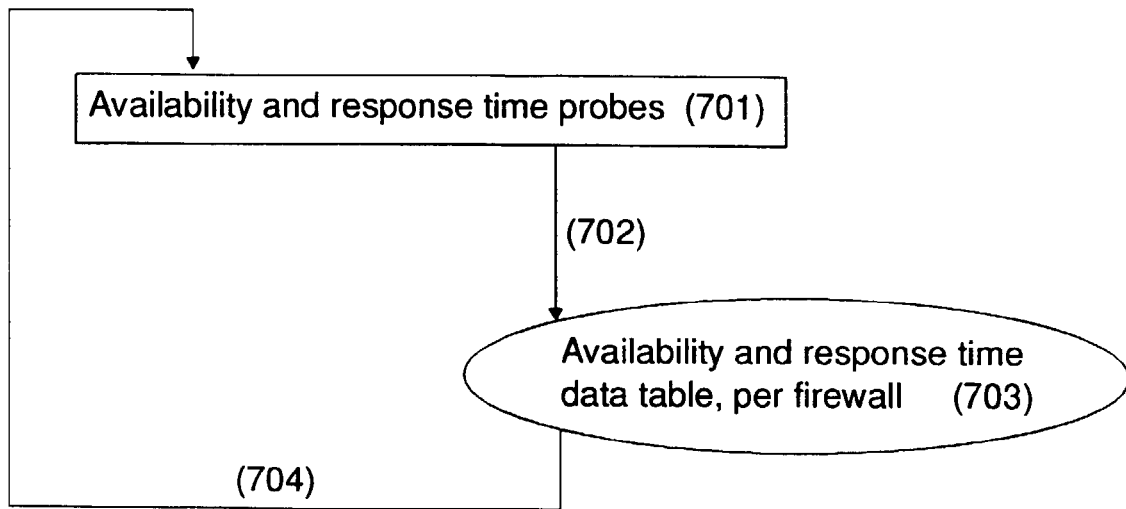 Availability and response time probes (701)
(702)
Availability and response time
data table, per firewall (703)
(704)